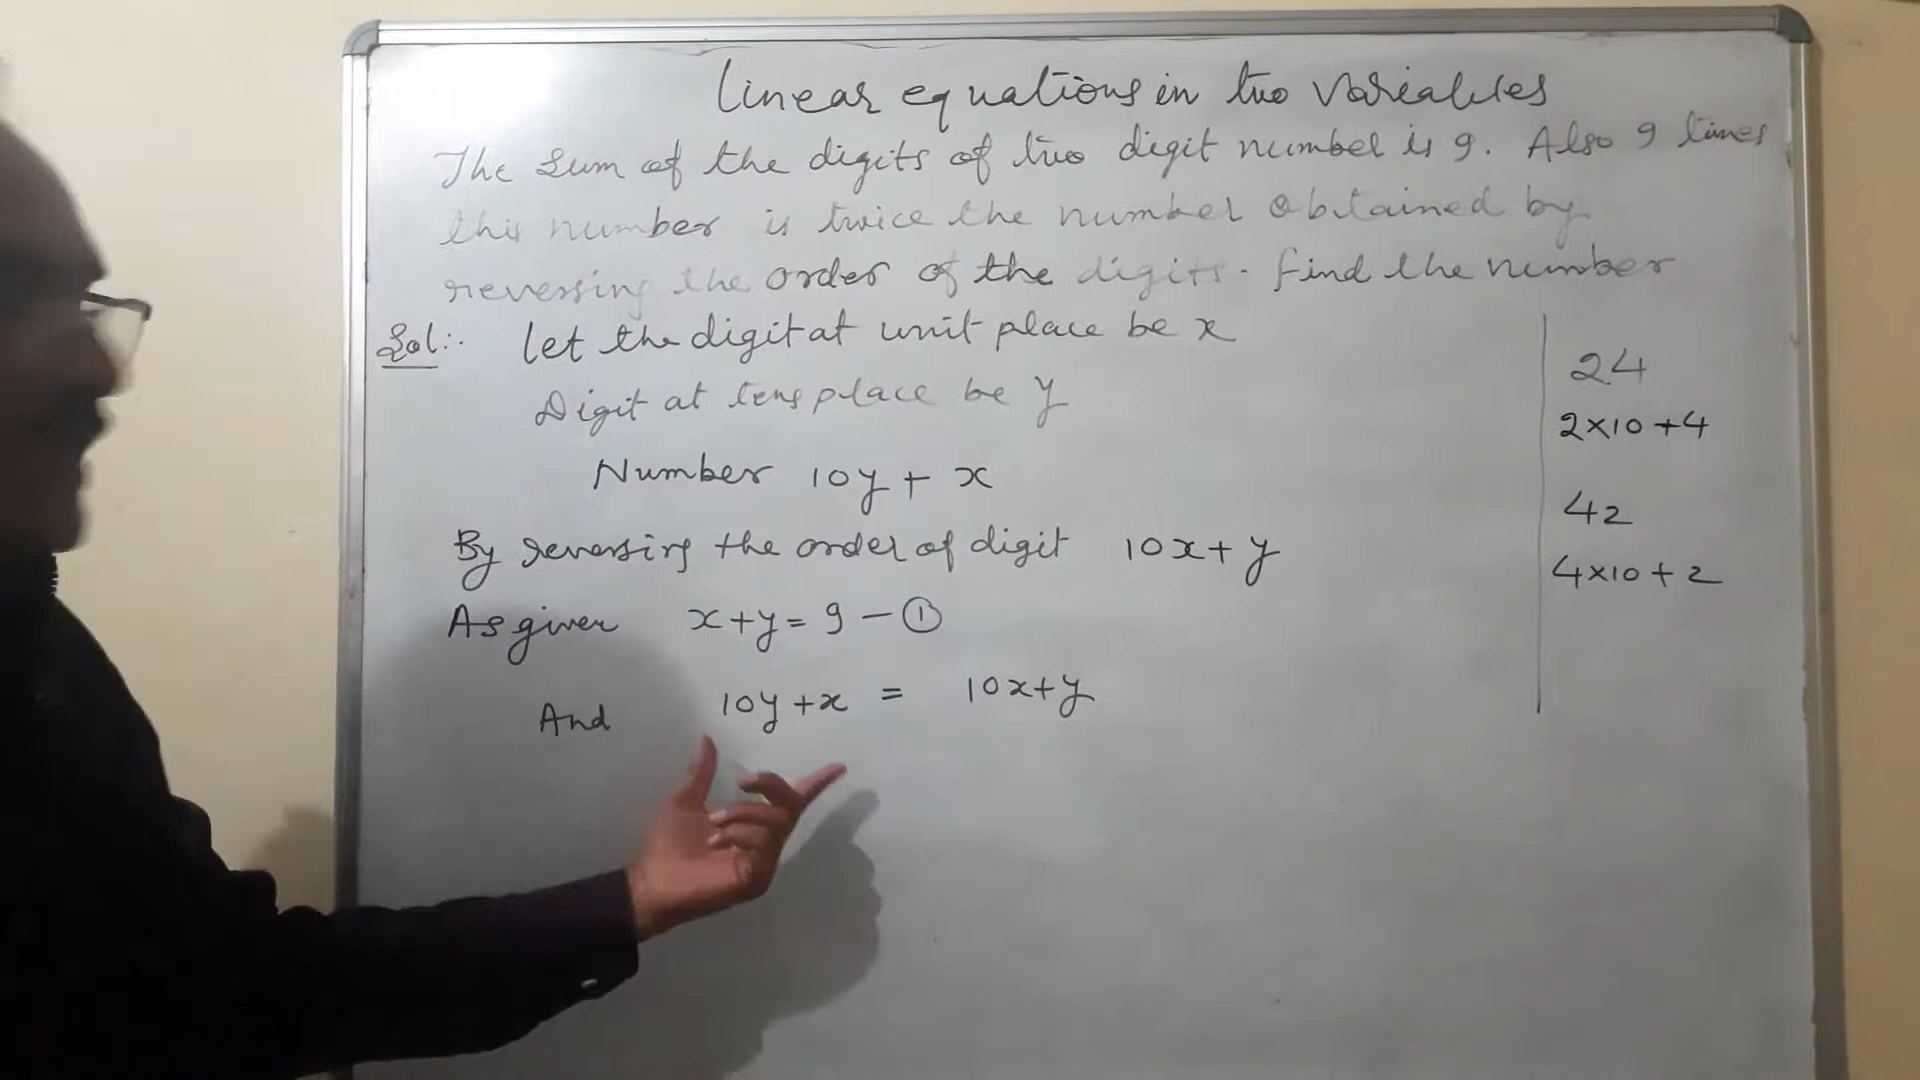 Linear equations in two variables
The sum of the digits of two digit number is 9. Also 9 times
this number is twice the number obtained by
reversing the order of the digits. Find the number
Sol:. let the digit at unit place be x
Digit at tens place be y
Number 10y + x
By reversing the order of digit 10x + y
As given x + y = 9 - ①
And 10y + x = 10x + y
24
2×10 + 4
42
4×10 + 2